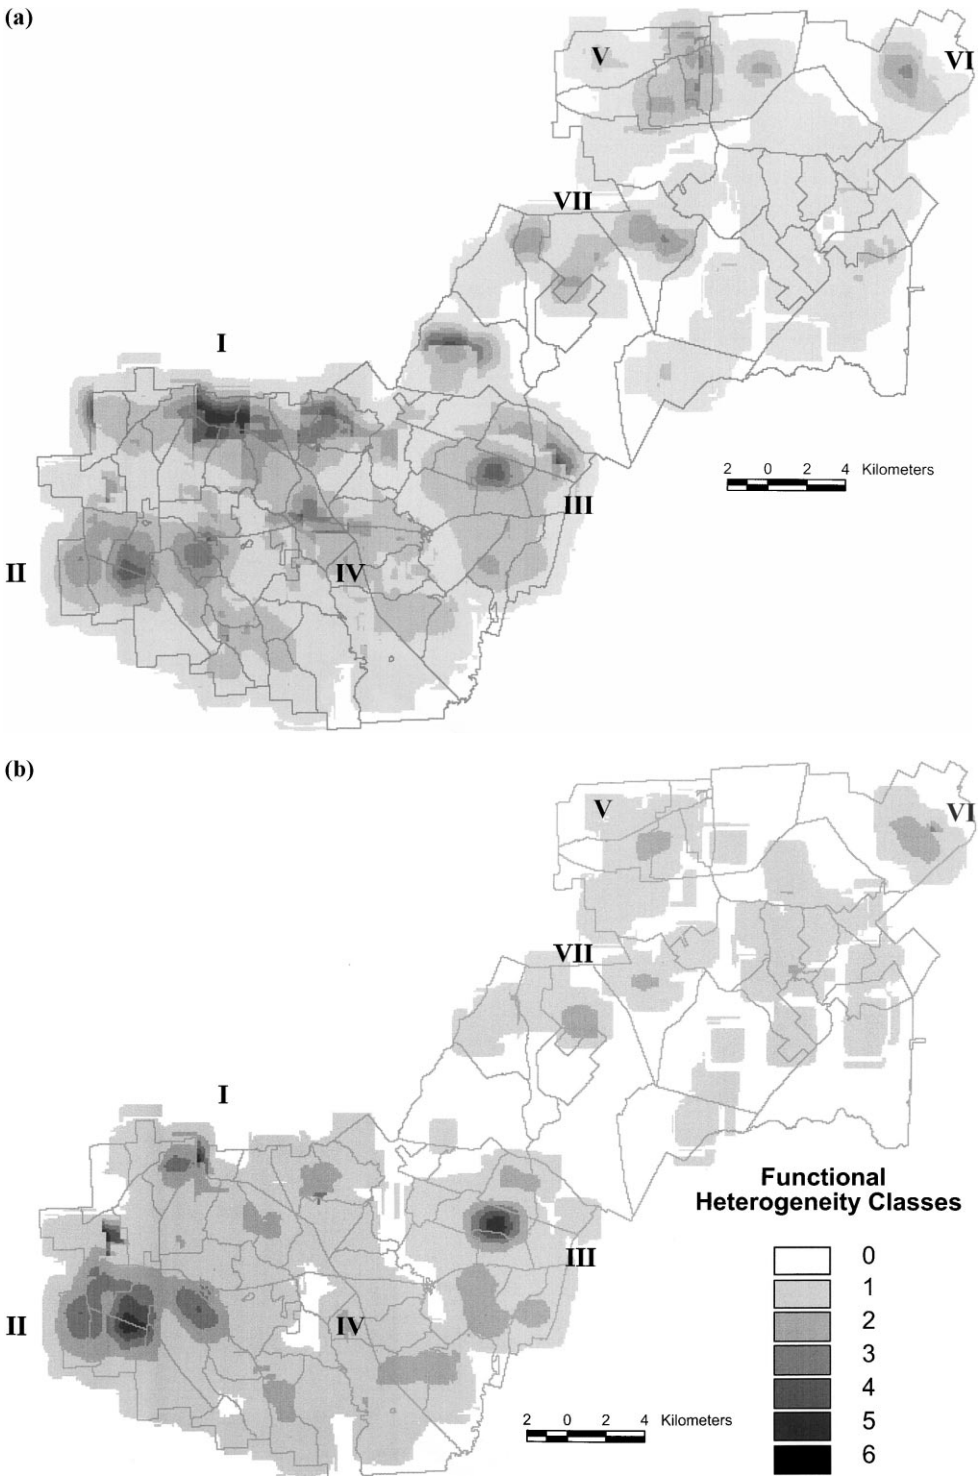 (a)
V
VI
VII
I
2 0 2 4 Kilometers
III
II
IV
(b)
V
VI
VII
I
Functional
Heterogeneity Classes
III
0
1
II
IV
2
3
4
2 0 2 4 Kilometers
5
6